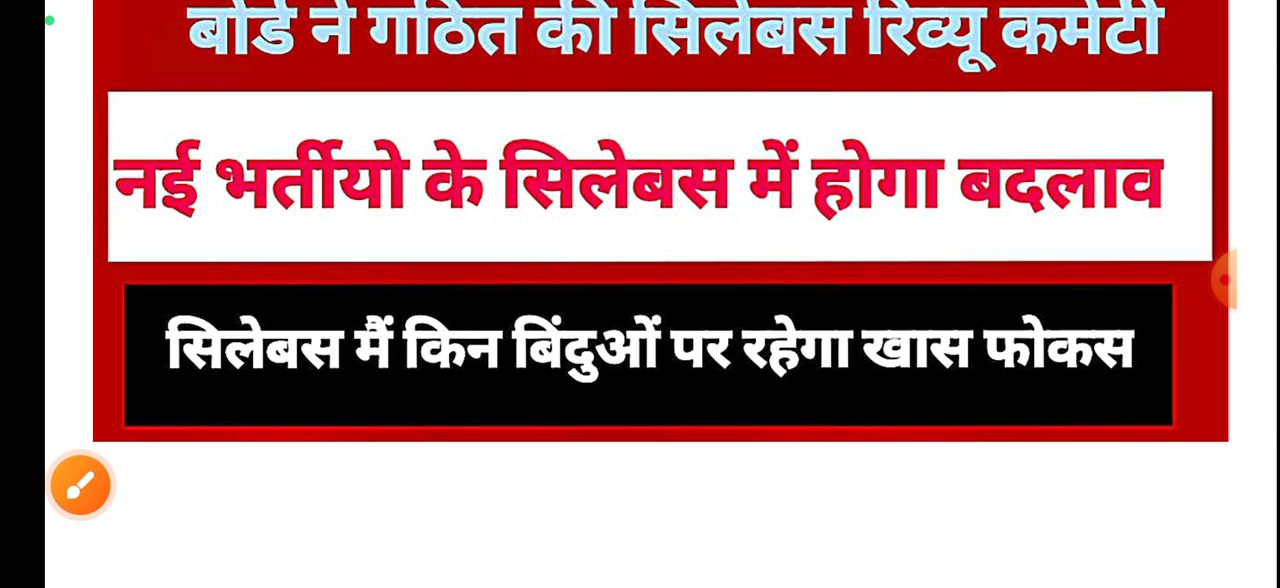 बोर्ड ने गठित की सिलेबस रिव्यू कमेटी
नई भर्तीयो के सिलेबस में होगा बदलाव
सिलेबस मैं किन बिंदुओं पर रहेगा खास फोकस